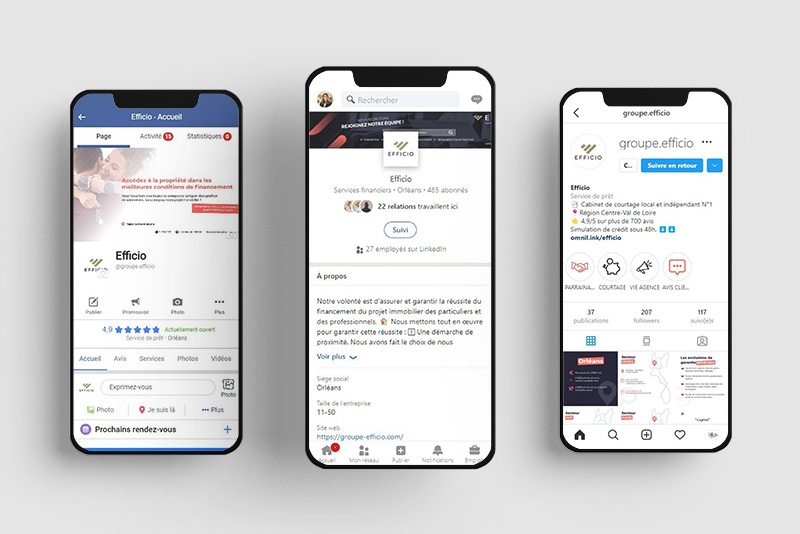 Efficio - Accueil
Page
Activité 15
Statistiques 0
Accédez à la propriété dans les
meilleures conditions de financement
EFFICIO
Efficio
@groupe.efficio
Publier
Promouvoir
Photo
Plus
4,9
Actuellement ouvert
Service de prêt · Orléans
Accueil
Avis
Services
Photos
Vidéos
EFFICIO
Exprimez-vous
Photo
Photo
Je suis là
Plus
Prochains rendez-vous
Rechercher
REJOIGNEZ NOTRE ÉQUIPE !
EFFICIO
Efficio
Services financiers • Orléans • 485 abonnés
22 relations travaillent ici
Suivi
27 employés sur LinkedIn
À propos
Notre volonté est d'assurer et garantir la réussite du
financement du projet immobilier des particuliers et
des professionnels. 🏠 Nous mettons tout en œuvre
pour garantir cette réussite : 1️⃣ Une démarche de
proximité. Nous avons fait le choix de nous
Voir plus
Siege social
Orléans
Taille de l'entreprise
11-50
Site web
https://groupe-efficio.com/
Accueil
Mon réseau
Publier
Notifications
Emplo
groupe.efficio
groupe.efficio
EFFICIO
C...
Suivre en retour
Efficio
Service de prêt
Cabinet de courtage local et indépendant N°1
Région Centre-Val de Loire
4.9/5 sur plus de 700 avis
Simulation de crédit sous 48h.
omnil.ink/efficio
PARRAINA...
COURTAGE
VIE AGENCE
AVIS CLIE...
37
publications
207
followers
117
suivi(e)s
Orléans
Secteur
Les exclusions de
Secteur
"Capital"